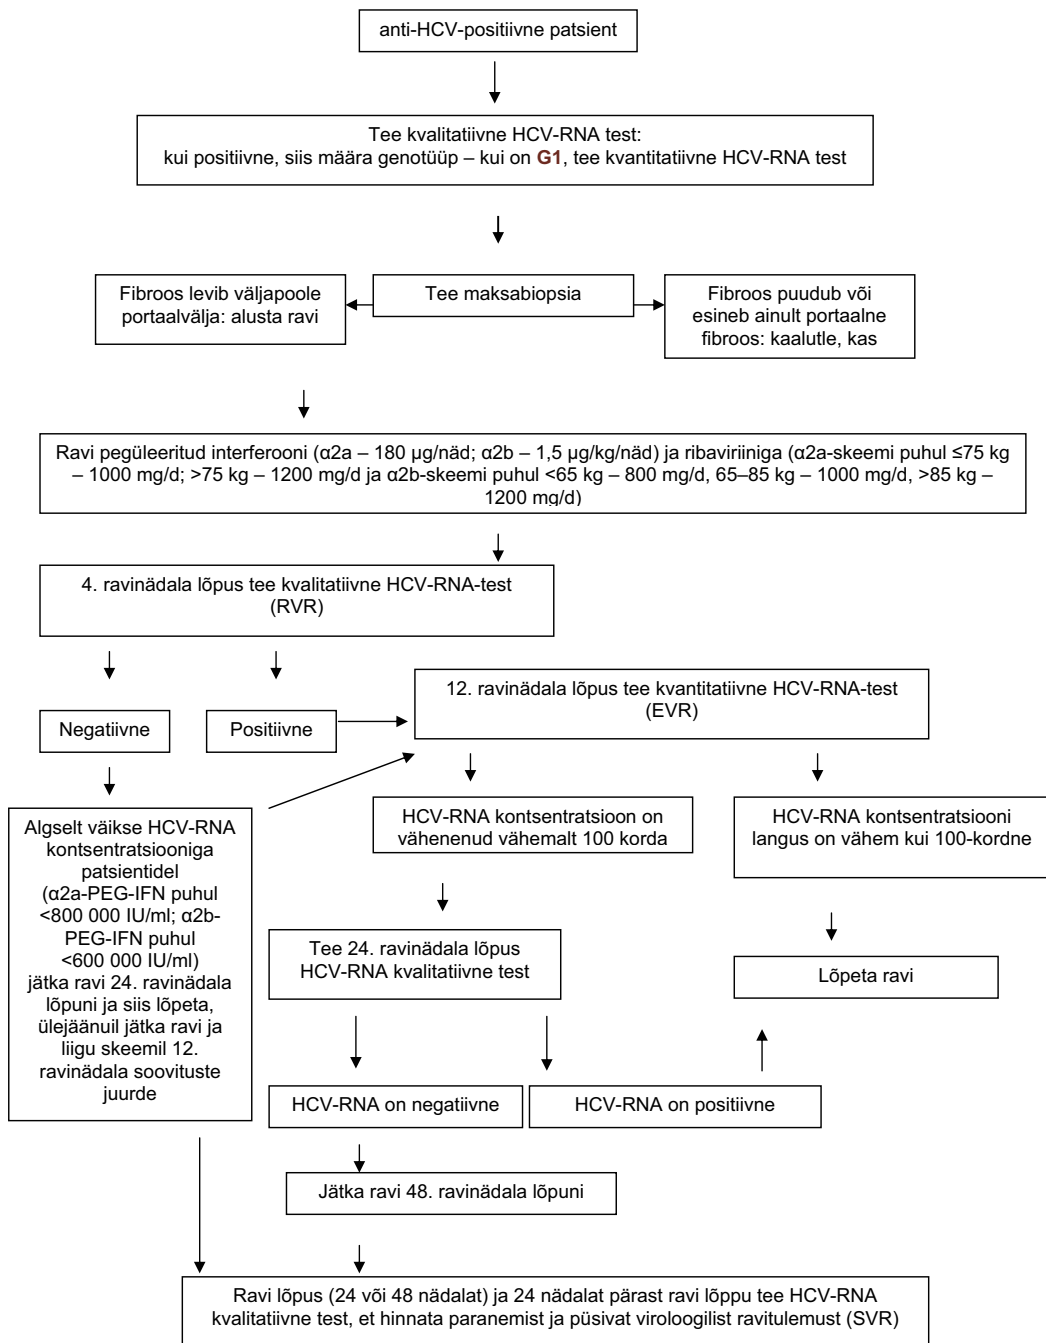 anti-HCV-positiivne patsient
Tee kvalitatiivne HCV-RNA test:
kui positiivne, siis määra genotüüp – kui on G1, tee kvantitatiivne HCV-RNA test
Fibroos levib väljapoole
portaalvälja: alusta ravi
Tee maksabiopsia
Fibroos puudub või
esineb ainult portaalne
fibroos: kaalutle, kas
Ravi pegüleeritud interferooni (α2a – 180 µg/näd; α2b – 1,5 µg/kg/näd) ja ribaviriiniga (α2a-skeemi puhul ≤75 kg
– 1000 mg/d; >75 kg – 1200 mg/d ja α2b-skeemi puhul <65 kg – 800 mg/d, 65–85 kg – 1000 mg/d, >85 kg –
1200 mg/d)
4. ravinädala lõpus tee kvalitatiivne HCV-RNA-test
(RVR)
12. ravinädala lõpus tee kvantitatiivne HCV-RNA-test
(EVR)
Negatiivne
Positiivne
Algselt väikse HCV-RNA
kontsentratsiooniga
patsientidel
(α2a-PEG-IFN puhul
<800 000 IU/ml; α2b-
PEG-IFN puhul
<600 000 IU/ml)
jätka ravi 24. ravinädala
lõpuni ja siis lõpeta,
ülejäänuil jätka ravi ja
liigu skeemil 12.
ravinädala soovituste
juurde
HCV-RNA kontsentratsioon on
vähenenud vähemalt 100 korda
HCV-RNA kontsentratsiooni
langus on vähem kui 100-kordne
Tee 24. ravinädala lõpus
HCV-RNA kvalitatiivne test
Lõpeta ravi
HCV-RNA on negatiivne
HCV-RNA on positiivne
Jätka ravi 48. ravinädala lõpuni
Ravi lõpus (24 või 48 nädalat) ja 24 nädalat pärast ravi lõppu tee HCV-RNA
kvalitatiivne test, et hinnata paranemist ja püsivat viroloogilist ravitulemust (SVR)